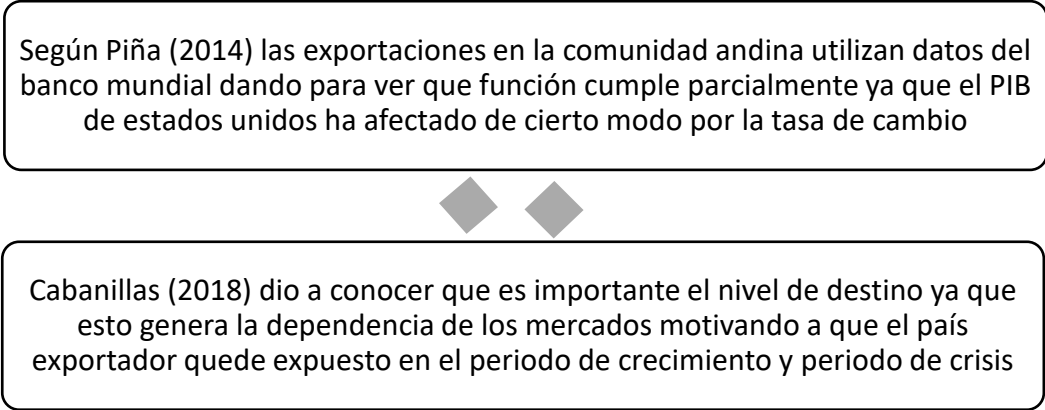 Según Piña (2014) las exportaciones en la comunidad andina utilizan datos del
banco mundial dando para ver que función cumple parcialmente ya que el PIB
de estados unidos ha afectado de cierto modo por la tasa de cambio
Cabanillas (2018) dio a conocer que es importante el nivel de destino ya que
esto genera la dependencia de los mercados motivando a que el país
exportador quede expuesto en el periodo de crecimiento y periodo de crisis